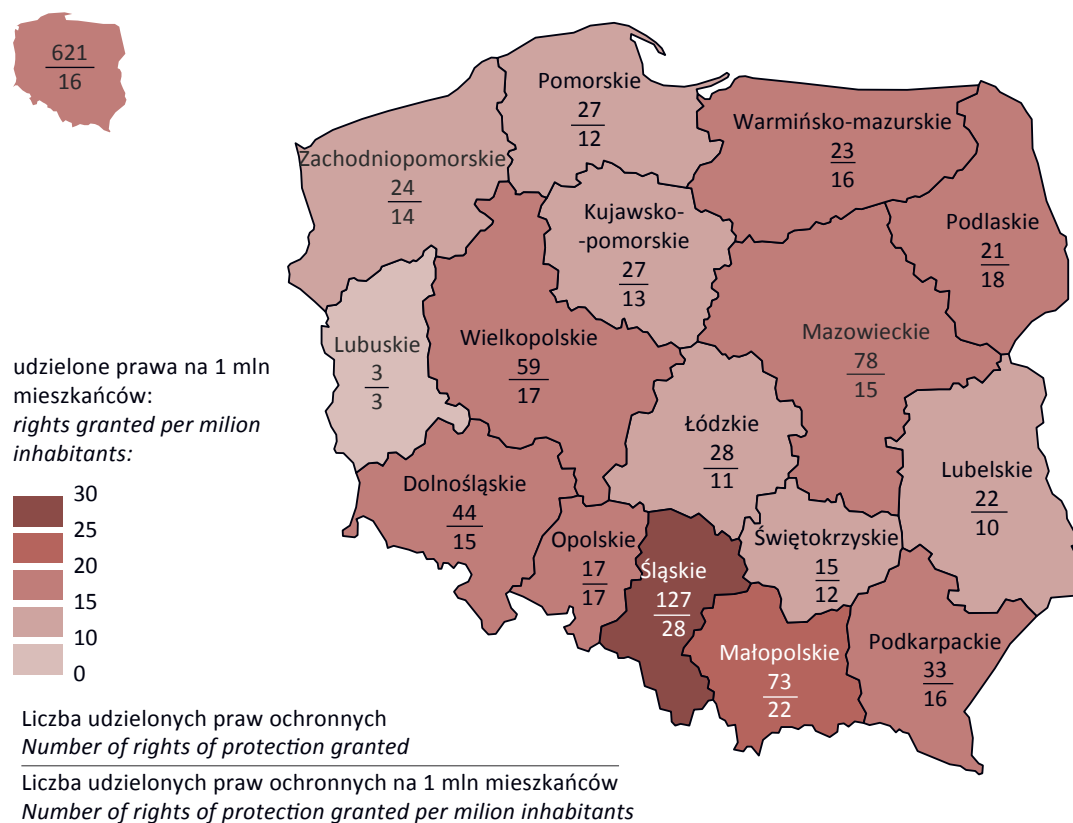 621
16
Pomorskie
27
12
Warmińsko-mazurskie
23
16
Zachodniopomorskie
24
14
Kujawsko-
-pomorskie
27
13
Podlaskie
21
18
Lubuskie
3
3
Wielkopolskie
59
17
Mazowieckie
78
15
udzielone prawa na 1 mln
mieszkańców:
rights granted per milion
inhabitants:
30
25
20
15
10
0
Łódzkie
28
11
Lubelskie
22
10
Dolnośląskie
44
15
Opolskie
17
17
Śląskie
127
28
Świętokrzyskie
15
12
Małopolskie
73
22
Podkarpackie
33
16
Liczba udzielonych praw ochronnych
Number of rights of protection granted
Liczba udzielonych praw ochronnych na 1 mln mieszkańców
Number of rights of protection granted per milion inhabitants